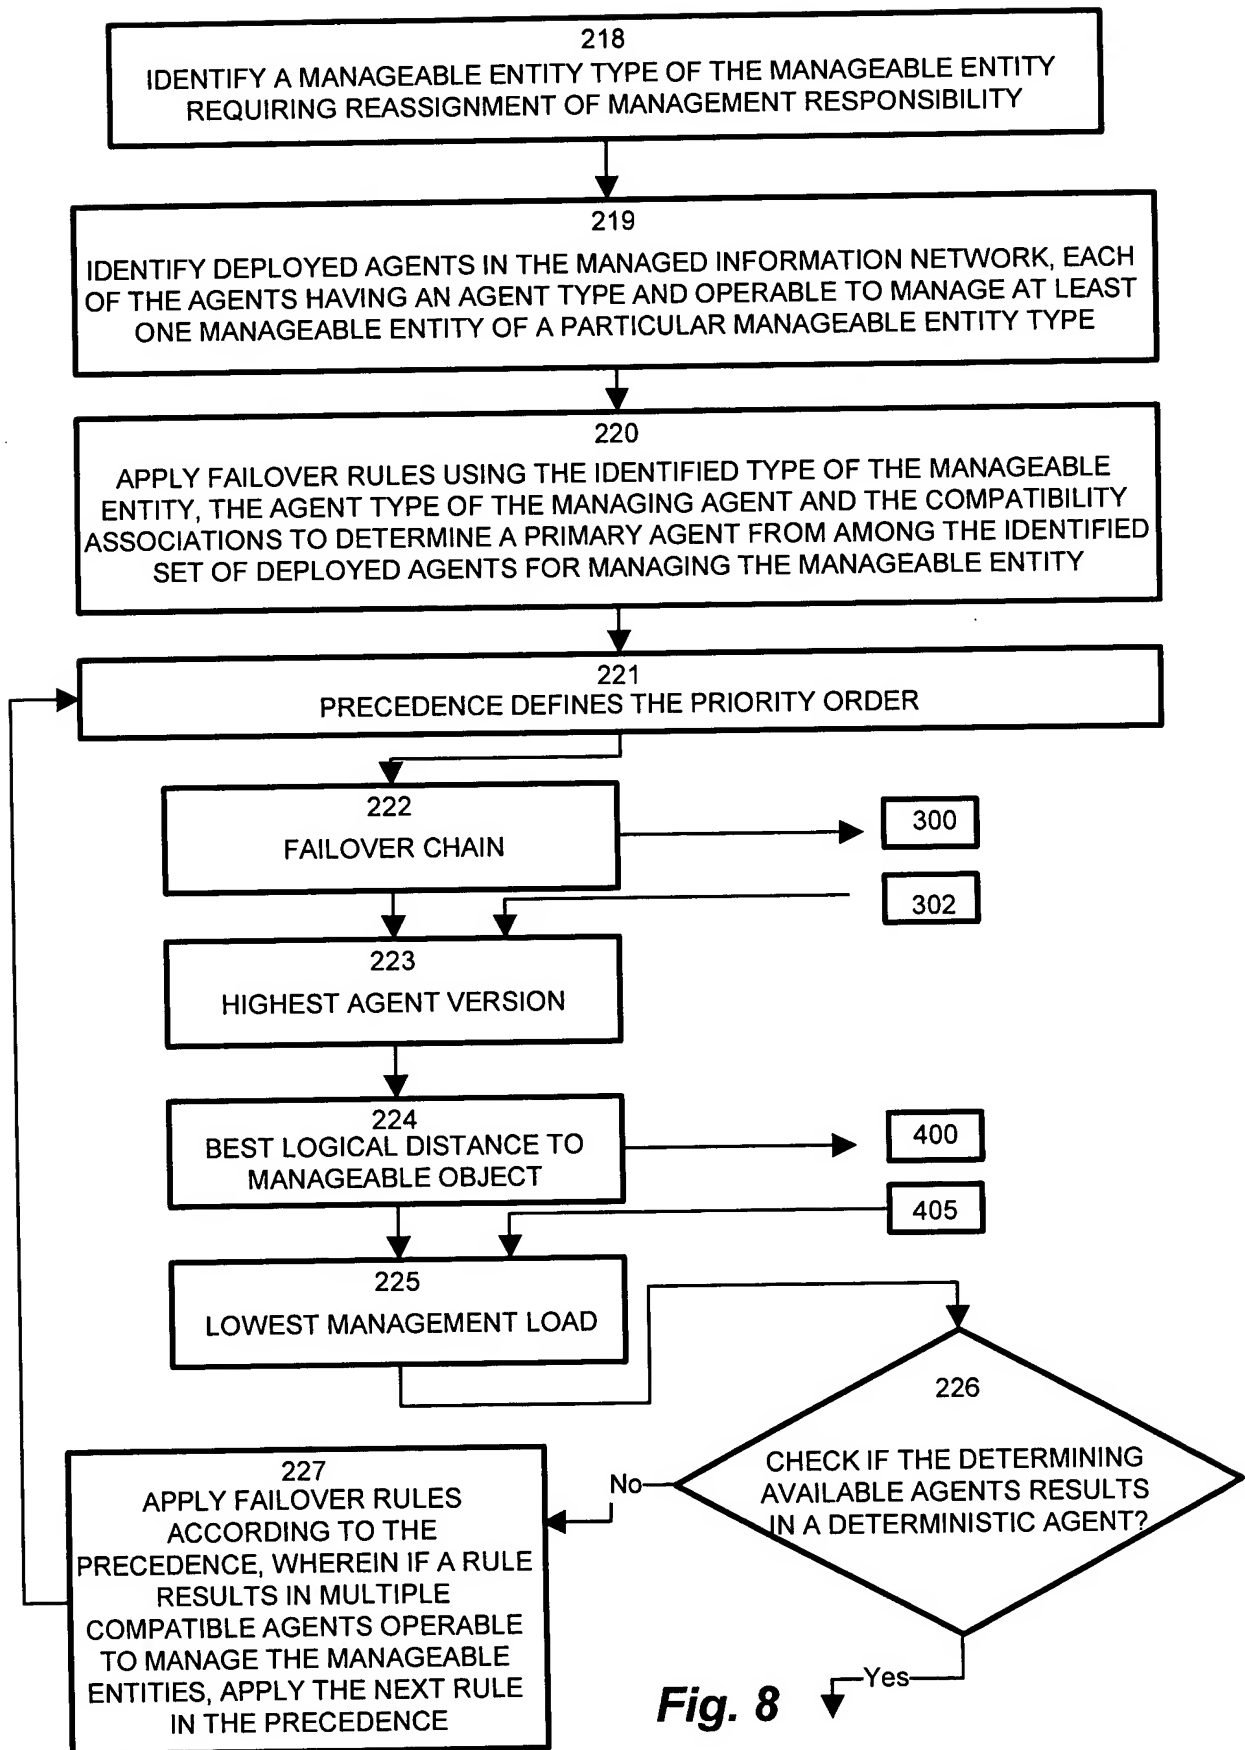 218
IDENTIFY A MANAGEABLE ENTITY TYPE OF THE MANAGEABLE ENTITY
REQUIRING REASSIGNMENT OF MANAGEMENT RESPONSIBILITY
219
IDENTIFY DEPLOYED AGENTS IN THE MANAGED INFORMATION NETWORK, EACH
OF THE AGENTS HAVING AN AGENT TYPE AND OPERABLE TO MANAGE AT LEAST
ONE MANAGEABLE ENTITY OF A PARTICULAR MANAGEABLE ENTITY TYPE
220
APPLY FAILOVER RULES USING THE IDENTIFIED TYPE OF THE MANAGEABLE
ENTITY, THE AGENT TYPE OF THE MANAGING AGENT AND THE COMPATIBILITY
ASSOCIATIONS TO DETERMINE A PRIMARY AGENT FROM AMONG THE IDENTIFIED
SET OF DEPLOYED AGENTS FOR MANAGING THE MANAGEABLE ENTITY
221
PRECEDENCE DEFINES THE PRIORITY ORDER
222
FAILOVER CHAIN
300
302
223
HIGHEST AGENT VERSION
224
BEST LOGICAL DISTANCE TO
MANAGEABLE OBJECT
400
405
225
LOWEST MANAGEMENT LOAD
226
CHECK IF THE DETERMINING
AVAILABLE AGENTS RESULTS
IN A DETERMINISTIC AGENT?
No
227
APPLY FAILOVER RULES
ACCORDING TO THE
PRECEDENCE, WHEREIN IF A RULE
RESULTS IN MULTIPLE
COMPATIBLE AGENTS OPERABLE
TO MANAGE THE MANAGEABLE
ENTITIES, APPLY THE NEXT RULE
IN THE PRECEDENCE
Yes
Fig. 8